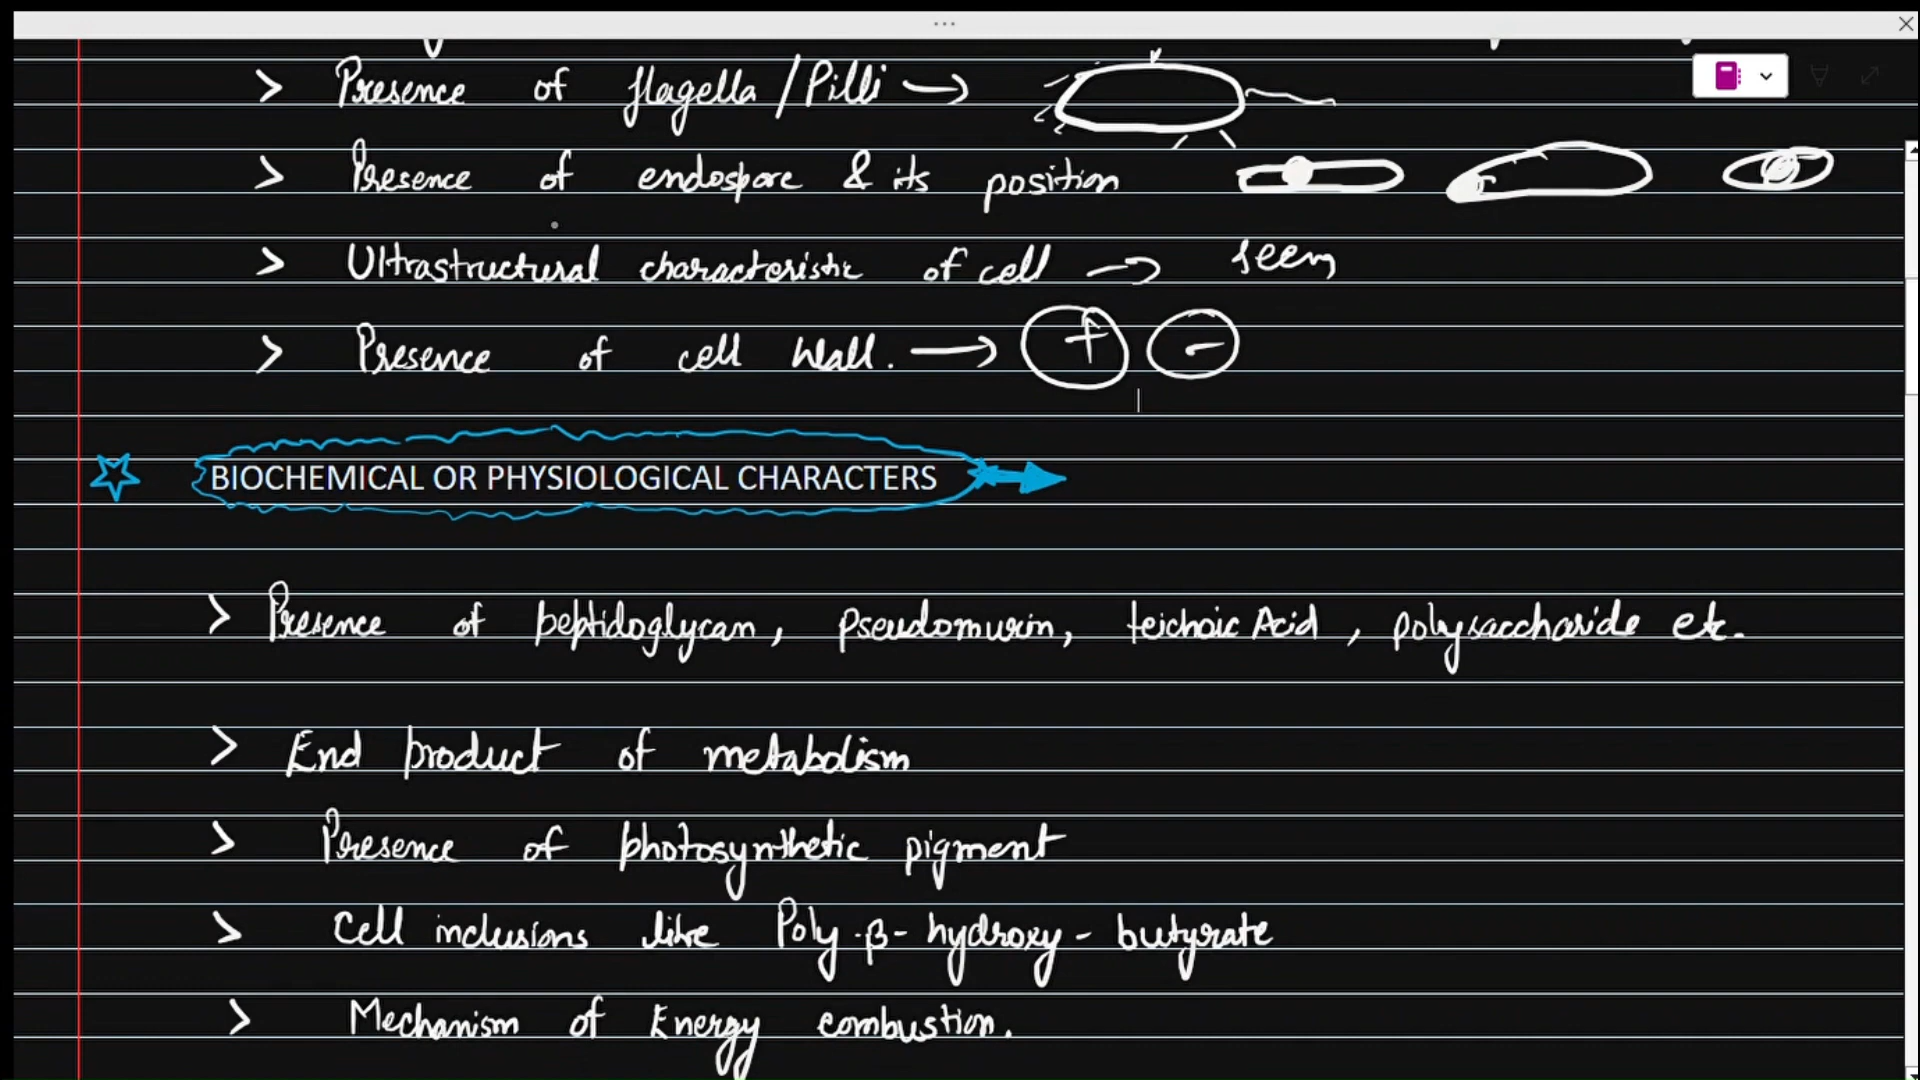 > Presence of flagella / Pilli →
> Presence of endospore & its position
> Ultrastructural characteristic of cell → seen
> Presence of cell wall. → + -
BIOCHEMICAL OR PHYSIOLOGICAL CHARACTERS
> Presence of peptidoglycan, pseudomurin, teichoic Acid, polysaccharide etc.
> End product of metabolism
> Presence of photosynthetic pigment
> Cell inclusions like Poly-β-hydroxy-butyrate
> Mechanism of Energy combustion.